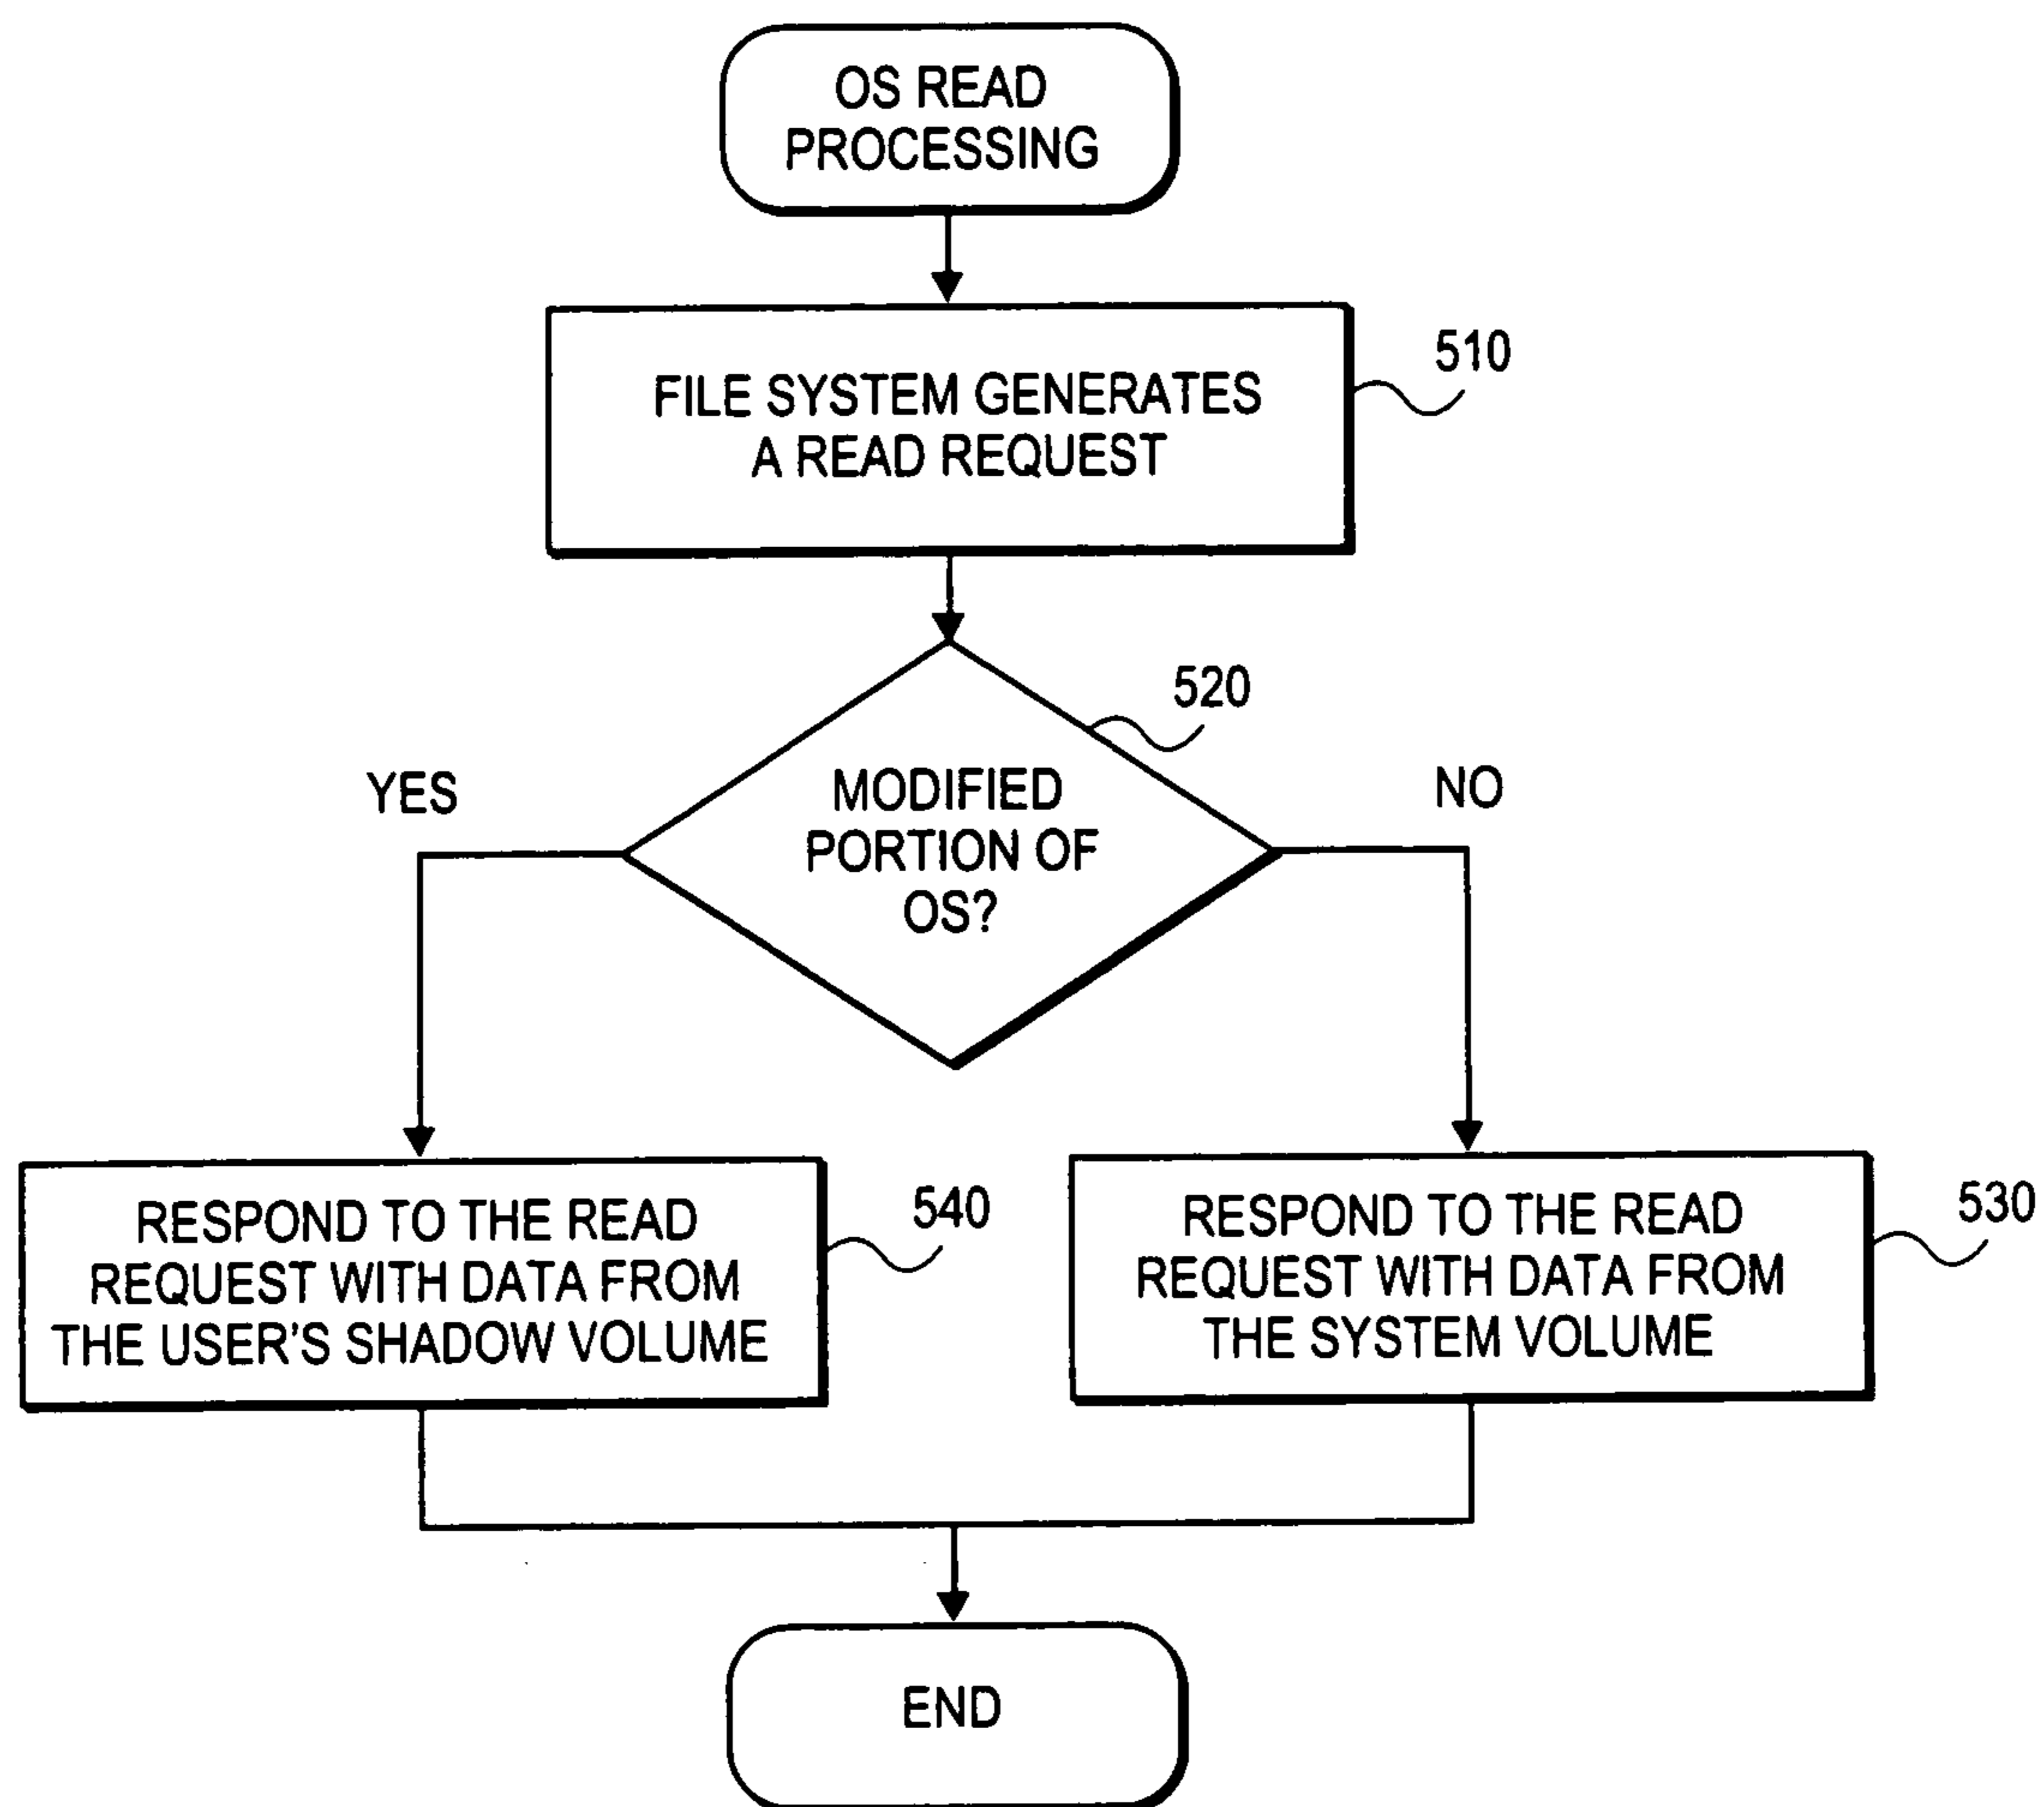 OS READ
PROCESSING
FILE SYSTEM GENERATES
A READ REQUEST
510
520
MODIFIED
PORTION OF
OS?
YES
NO
RESPOND TO THE READ
REQUEST WITH DATA FROM
THE USER'S SHADOW VOLUME
540
RESPOND TO THE READ
REQUEST WITH DATA FROM
THE SYSTEM VOLUME
530
END